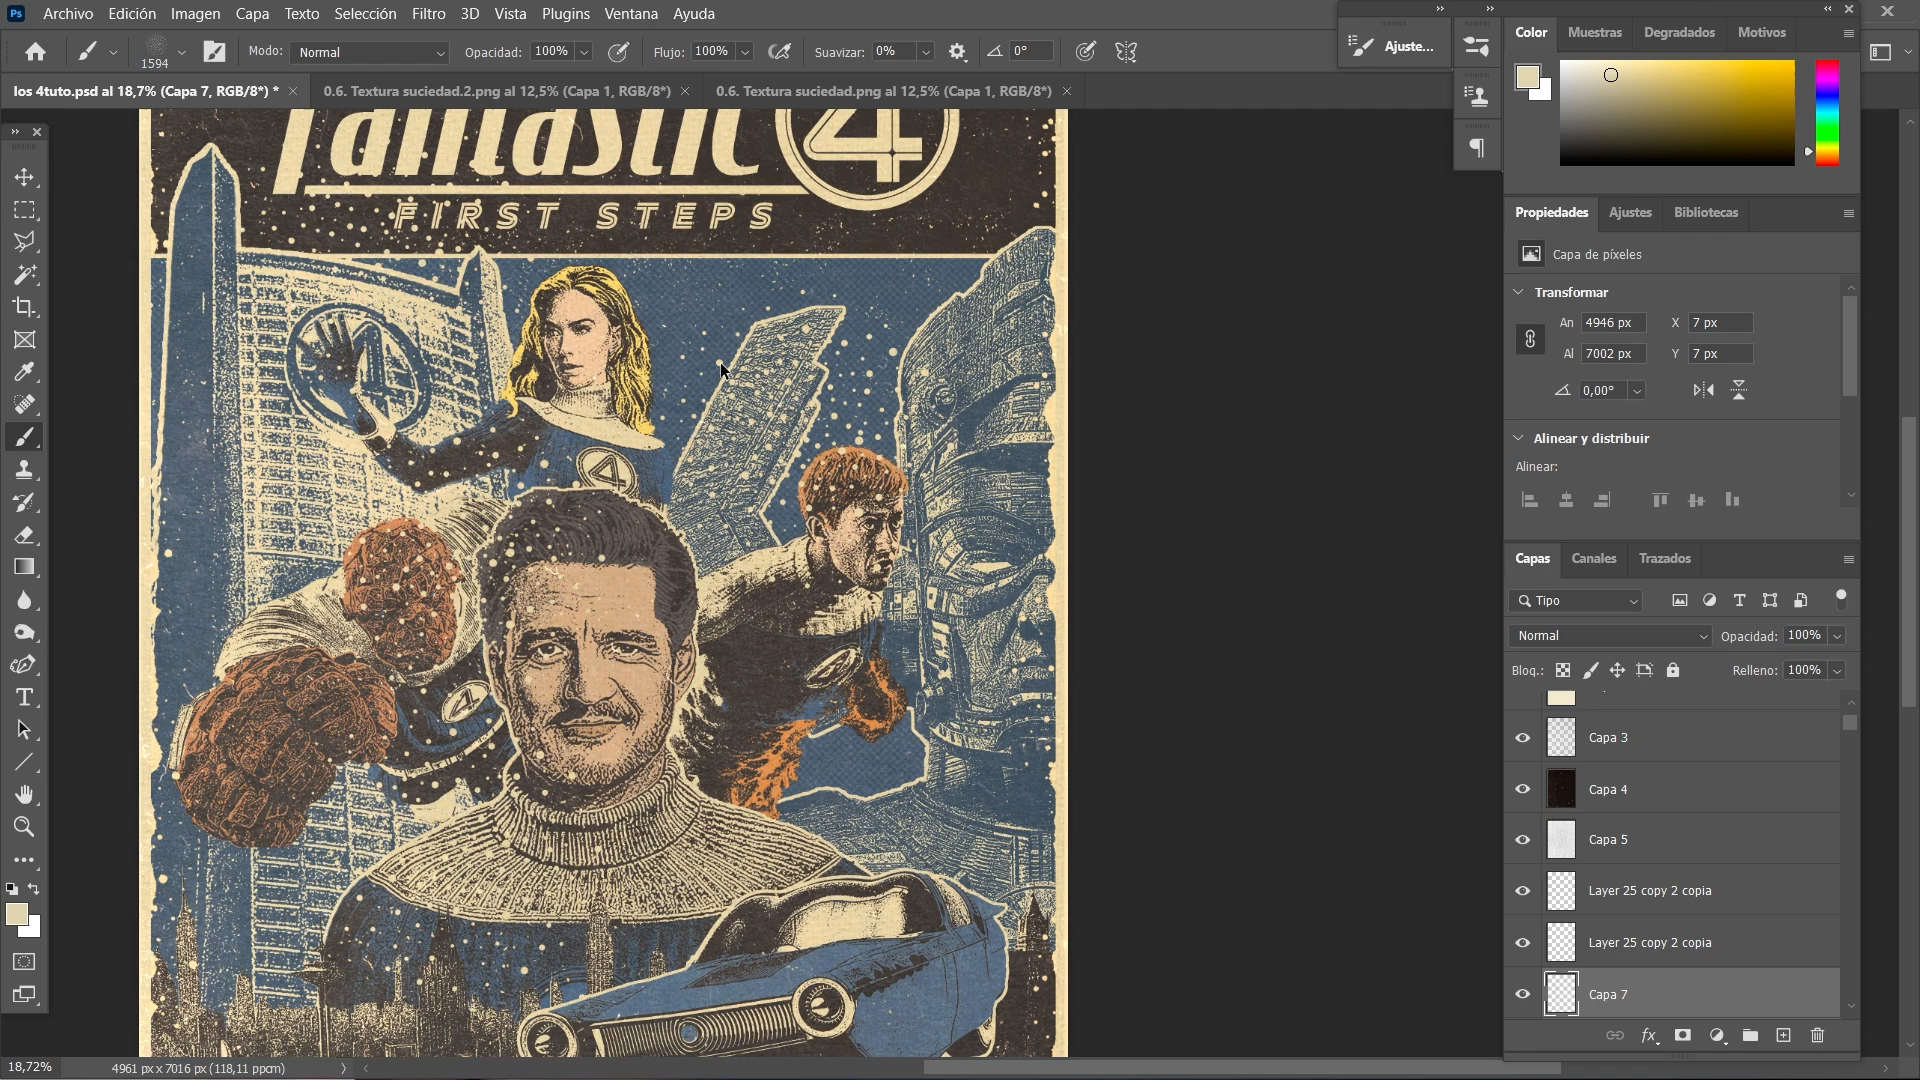 Ps Archivo Edición Imagen Capa Texto Selección Filtro 3D Vista Plugins Ventana Ayuda
1594 Modo: Normal Opacidad: 100% Flujo: 100% Suavizar: 0% 0°
Ajuste...
los 4tuto.psd al 18,7% (Capa 7, RGB/8*) *
0.6. Textura suciedad.2.png al 12,5% (Capa 1, RGB/8*)
0.6. Textura suciedad.png al 12,5% (Capa 1, RGB/8*)
Fantastic 4
FIRST STEPS
4
4
4
Color Muestras Degradados Motivos
Propiedades Ajustes Bibliotecas
Capa de píxeles
Transformar
An 4946 px X 7 px
Al 7002 px Y 7 px
0,00°
Alinear y distribuir
Alinear:
Capas Canales Trazados
Tipo
Normal Opacidad: 100%
Bloq.: Relleno: 100%
Capa 3
Capa 4
Capa 5
Layer 25 copy 2 copia
Layer 25 copy 2 copia
Capa 7
18,72% 4961 px x 7016 px (118,11 ppcm)